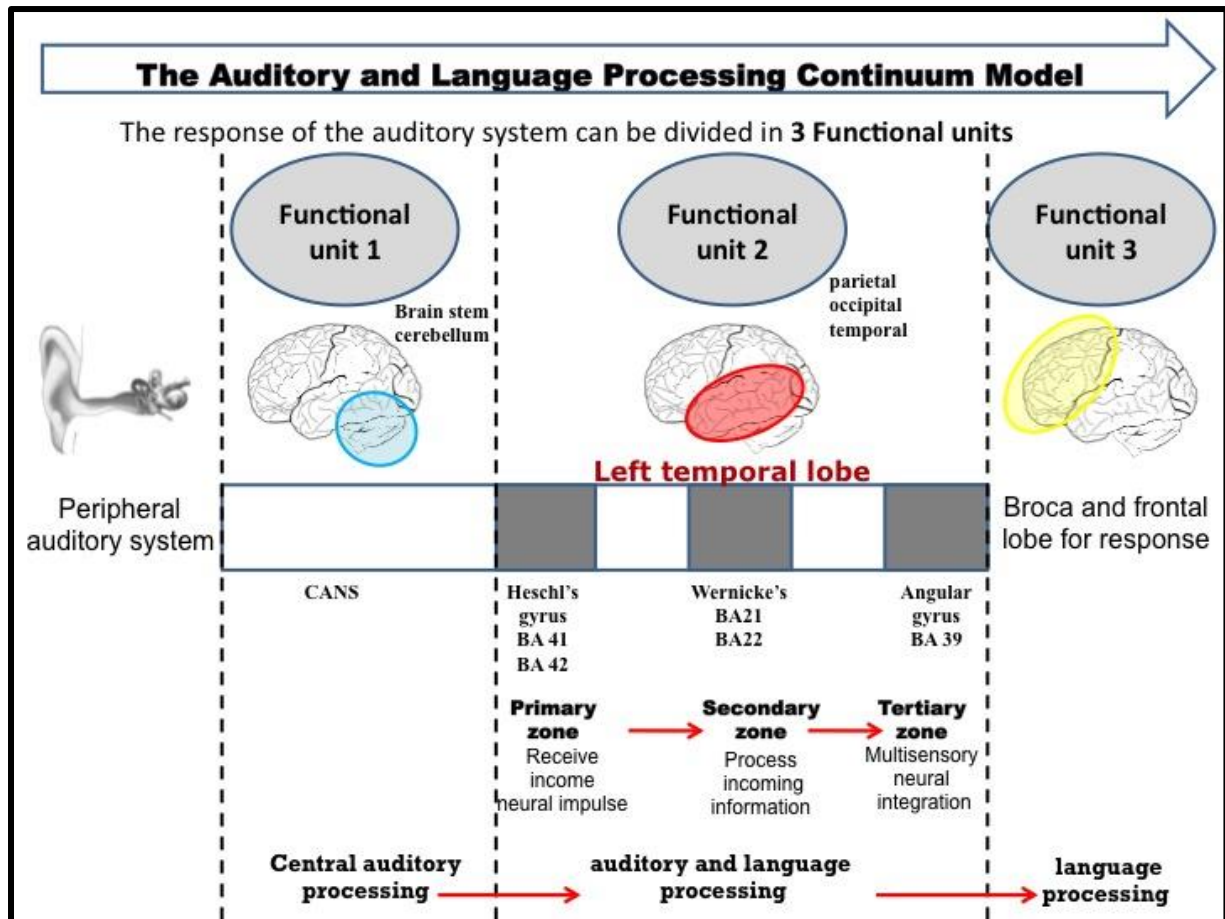 The Auditory and Language Processing Continuum Model
The response of the auditory system can be divided in 3 Functional units
Functional
unit 1
Functional
unit 2
Functional
unit 3
Brain stem
cerebellum
parietal
occipital
temporal
Left temporal lobe
Peripheral
auditory system
Broca and frontal
lobe for response
CANS
Heschl's
gyrus
BA 41
BA 42
Wernicke's
BA21
BA22
Angular
gyrus
BA 39
Primary
zone
Receive
income
neural impulse
Secondary
zone
Process
incoming
information
Tertiary
zone
Multisensory
neural
integration
Central auditory
processing
auditory and language
processing
language
processing